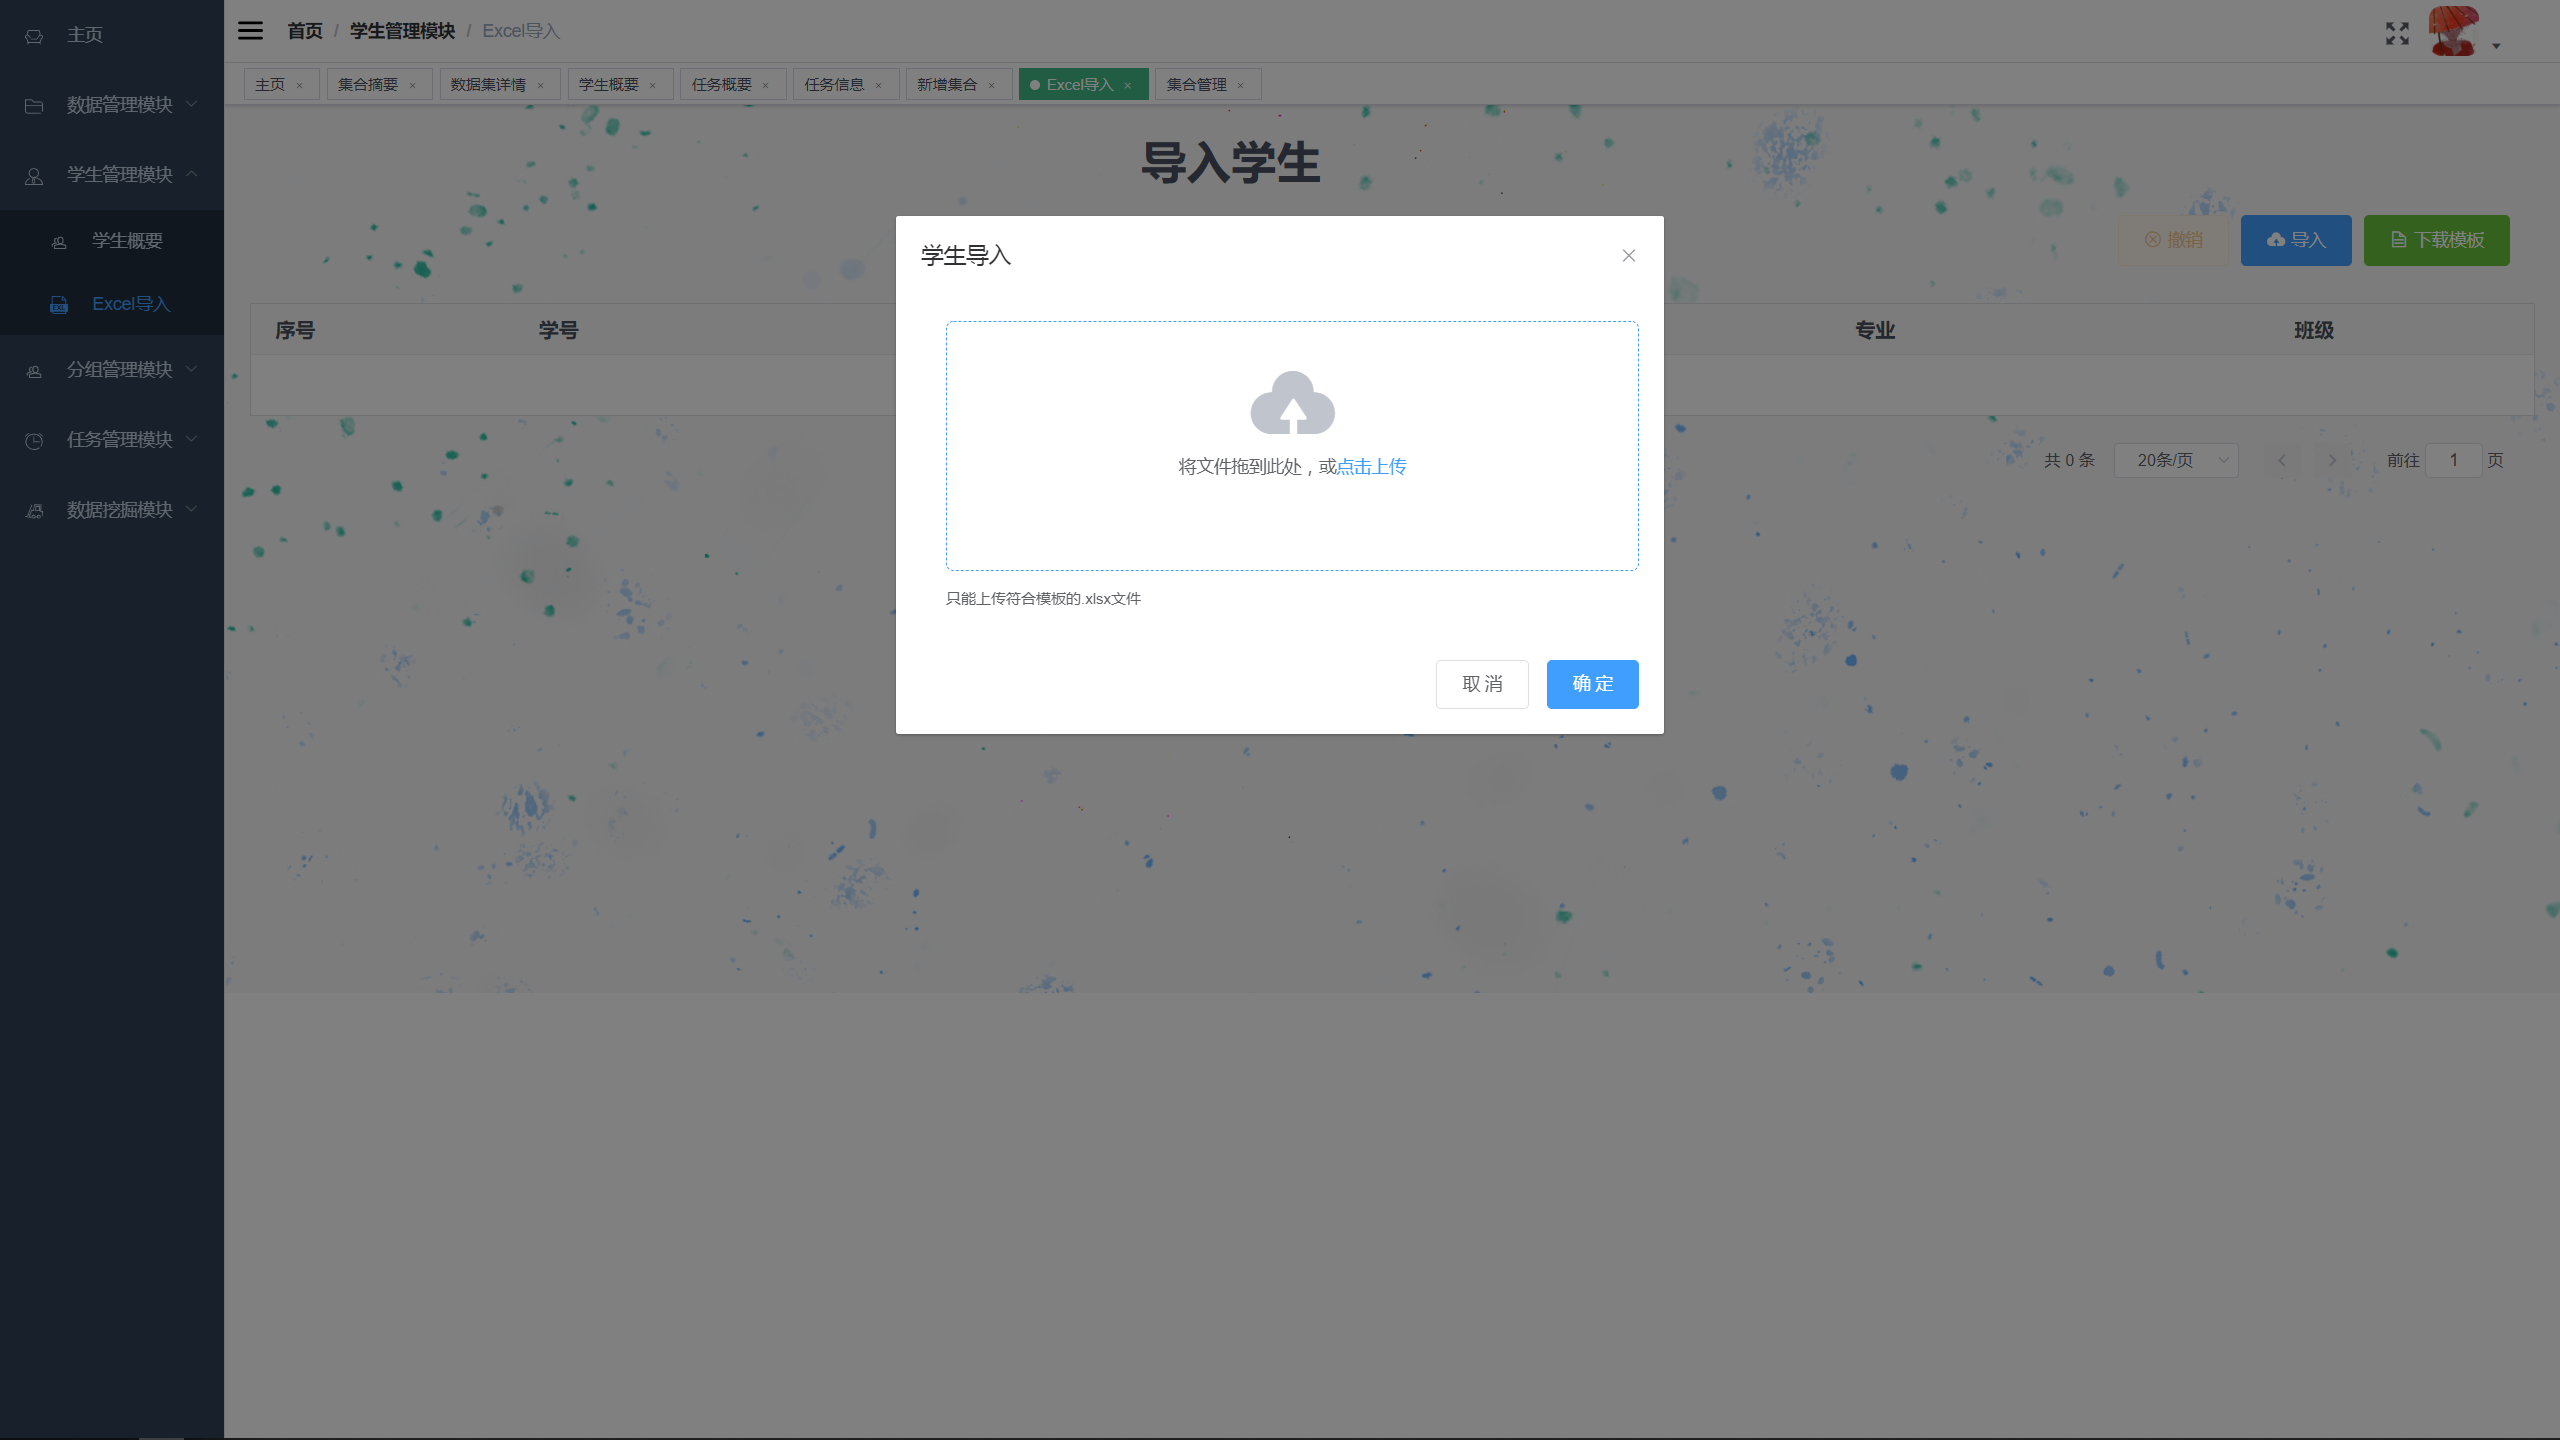 主页
数据管理模块
学生管理模块
学生概要
Excel导入
分组管理模块
任务管理模块
数据挖掘模块
首页 / 学生管理模块 / Excel导入
主页 × 集合摘要 × 数据集详情 × 学生概要 × 任务概要 × 任务信息 × 新增集合 × Excel导入 × 集合管理 ×
导入学生
撤销 导入 下载模板
序号 学号 专业 班级
共 0 条 20条/页 前往 1 页
学生导入
将文件拖到此处，或点击上传
只能上传符合模板的.xlsx文件
取 消 确 定